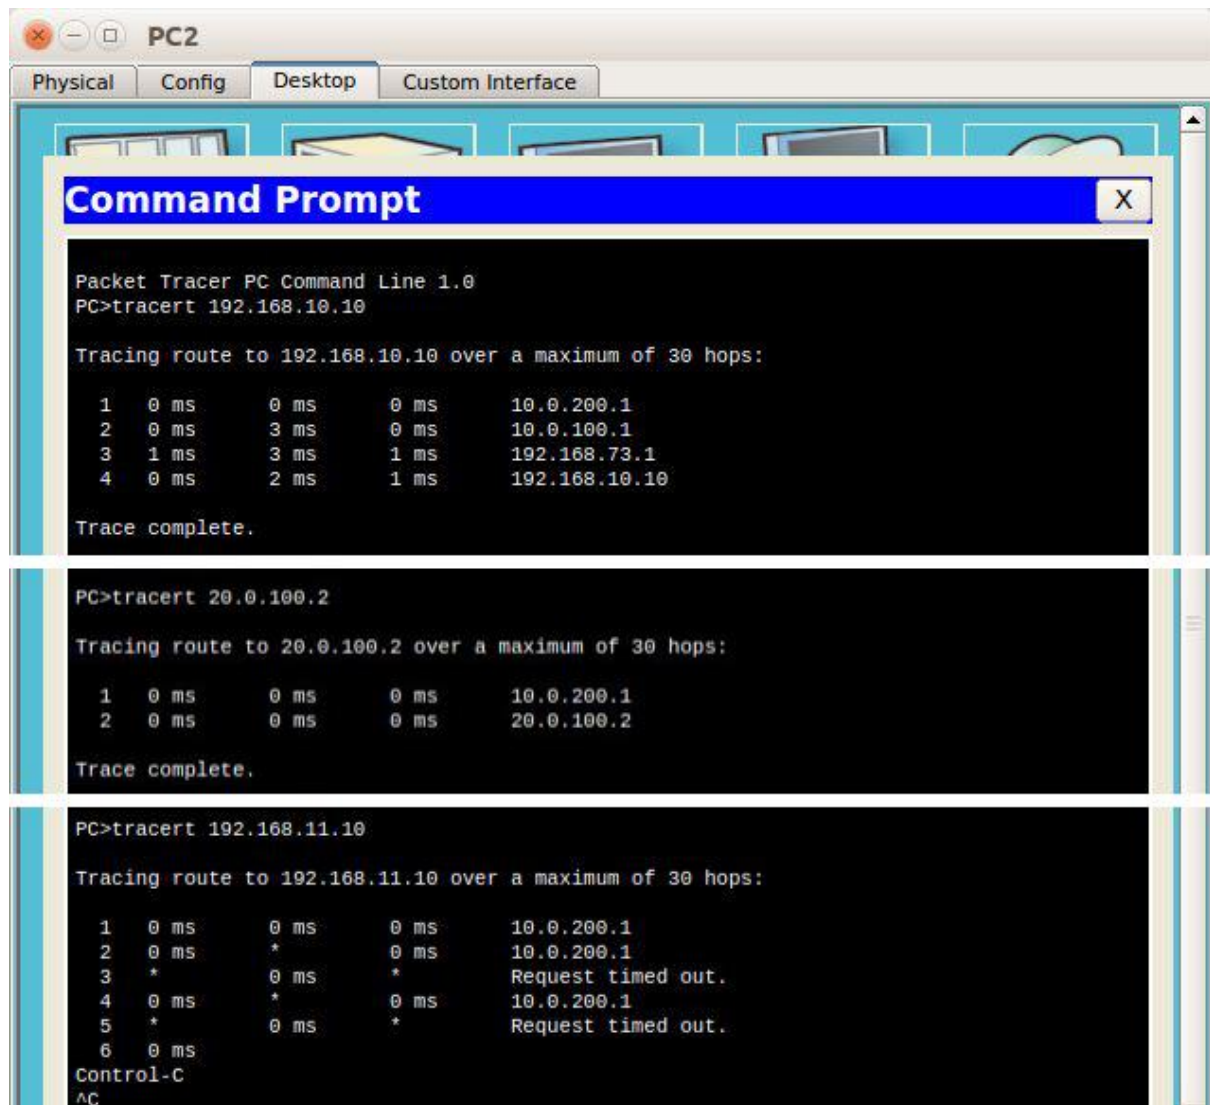 PC2
Physical Config Desktop Custom Interface
Command Prompt X
Packet Tracer PC Command Line 1.0
PC>tracert 192.168.10.10
Tracing route to 192.168.10.10 over a maximum of 30 hops:
1 0 ms 0 ms 0 ms 10.0.200.1
2 0 ms 3 ms 0 ms 10.0.100.1
3 1 ms 3 ms 1 ms 192.168.73.1
4 0 ms 2 ms 1 ms 192.168.10.10
Trace complete.
PC>tracert 20.0.100.2
Tracing route to 20.0.100.2 over a maximum of 30 hops:
1 0 ms 0 ms 0 ms 10.0.200.1
2 0 ms 0 ms 0 ms 20.0.100.2
Trace complete.
PC>tracert 192.168.11.10
Tracing route to 192.168.11.10 over a maximum of 30 hops:
1 0 ms 0 ms 0 ms 10.0.200.1
2 0 ms * 0 ms 10.0.200.1
3 * 0 ms * Request timed out.
4 0 ms * 0 ms 10.0.200.1
5 * 0 ms * Request timed out.
6 0 ms
Control-C
^C